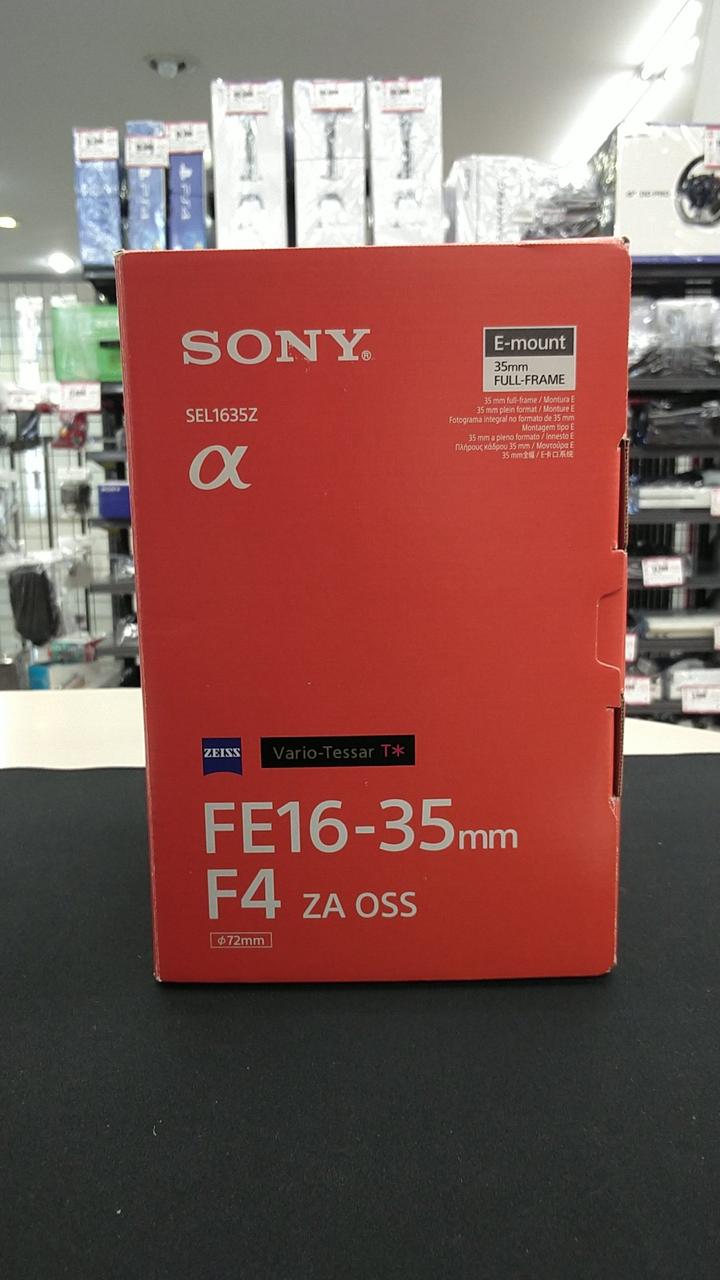 PS4
SONY®
E-mount
35mm
FULL-FRAME
SEL1635Z
35 mm full-frame / Montura E
35 mm plein format / Monture E
Fotograma integral no formato de 35 mm
Montagem tipo E
35 mm a pieno formato / Innesto E
Πλήρους κάδρου 35 mm / Μοντούρα E
35 mm全幅 / E卡口系统
α
ZEISS
Vario-Tessar T*
FE16-35mm
F4 ZA OSS
φ72mm